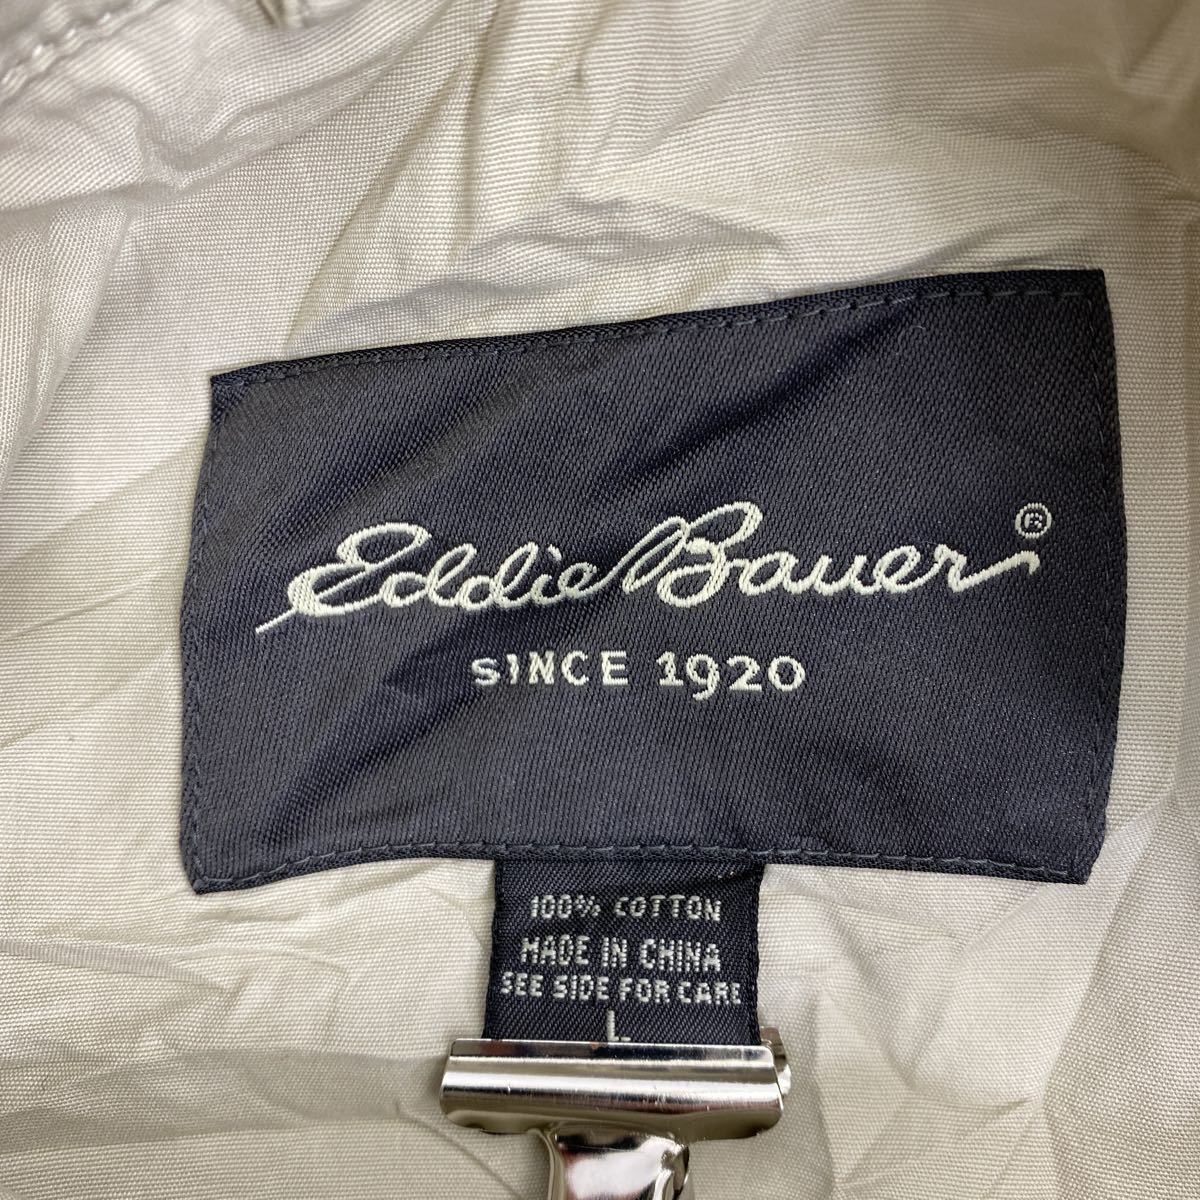 Eddie Bauer®
SINCE 1920
100% COTTON
MADE IN CHINA
SEE SIDE FOR CARE
L